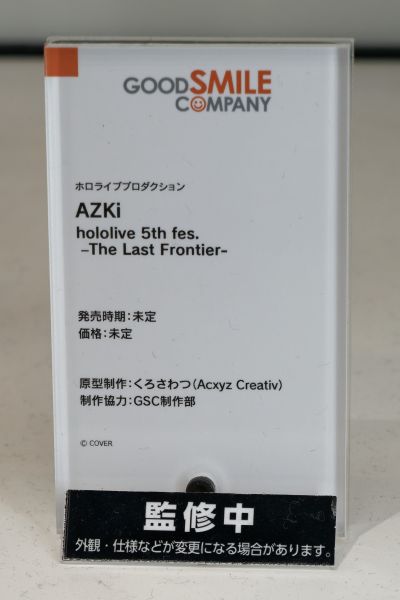 GOODSMILE
COMPANY
ホロライブプロダクション
AZKi
hololive 5th fes.
–The Last Frontier-
発売時期：未定
価格：未定
原型制作：くろさわつ（Acxyz Creativ）
制作協力：GSC制作部
© COVER
監修中
外観・仕様などが変更になる場合があります。